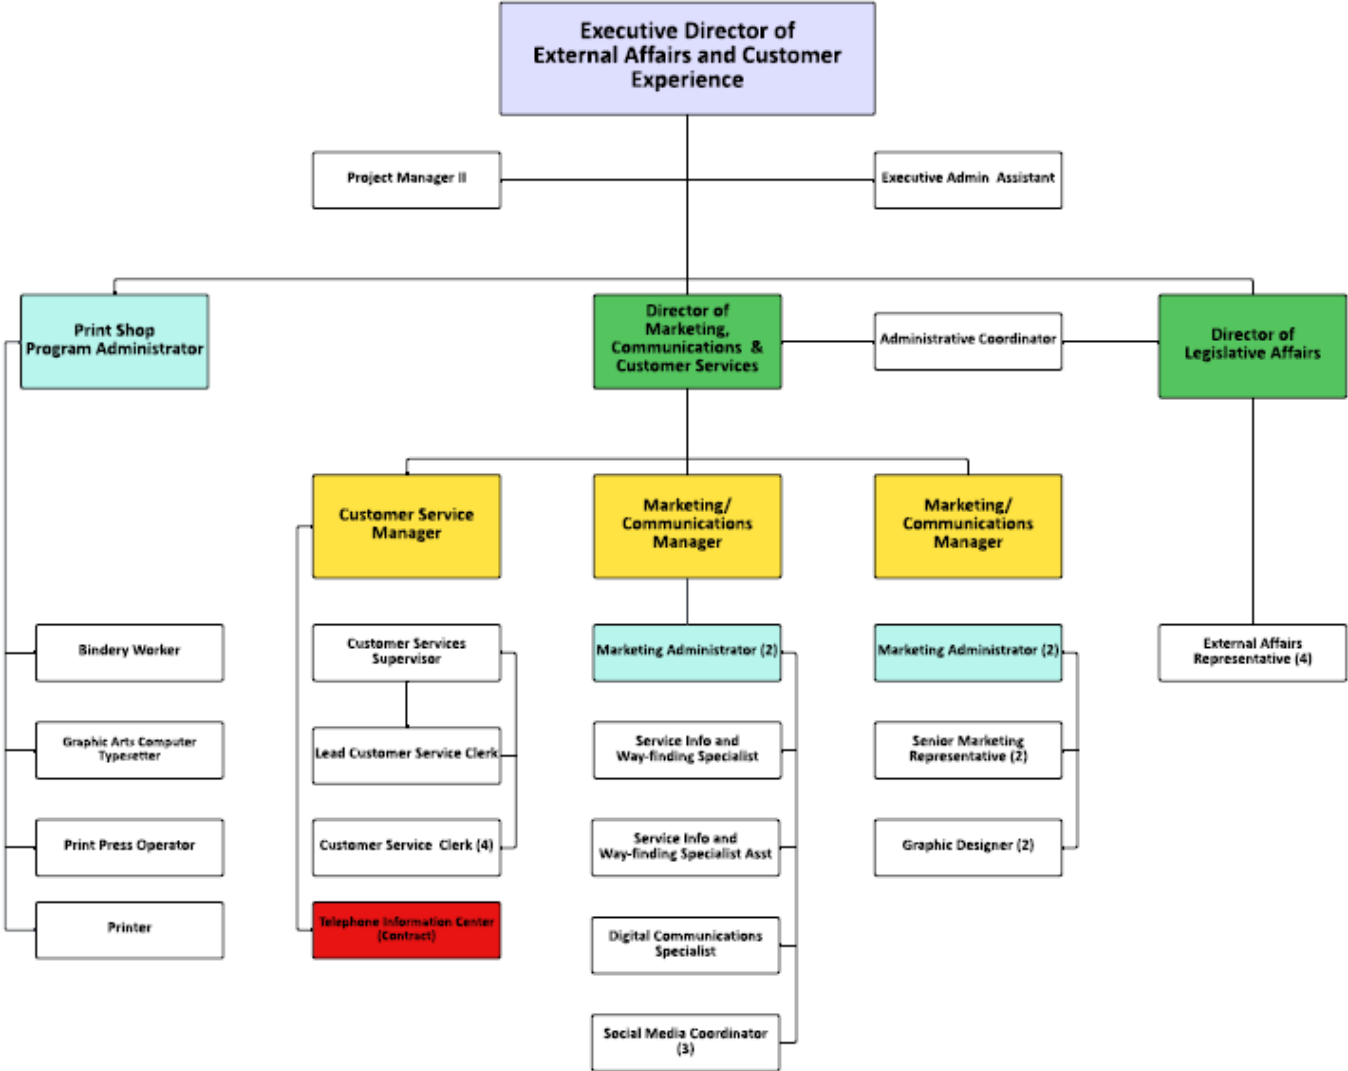 Executive Director of
External Affairs and Customer
Experience
Project Manager II
Executive Admin Assistant
Print Shop
Program Administrator
Director of
Marketing,
Communications &
Customer Services
Administrative Coordinator
Director of
Legislative Affairs
Customer Service
Manager
Marketing/
Communications
Manager
Marketing/
Communications
Manager
Bindery Worker
Customer Services
Supervisor
Marketing Administrator (2)
Marketing Administrator (2)
External Affairs
Representative (4)
Graphic Arts Computer
Typesetter
Lead Customer Service Clerk
Service Info and
Way-finding Specialist
Senior Marketing
Representative (2)
Print Press Operator
Customer Service Clerk (4)
Service Info and
Way-finding Specialist Asst
Graphic Designer (2)
Printer
Telephone Information Center
(Contract)
Digital Communications
Specialist
Social Media Coordinator
(3)